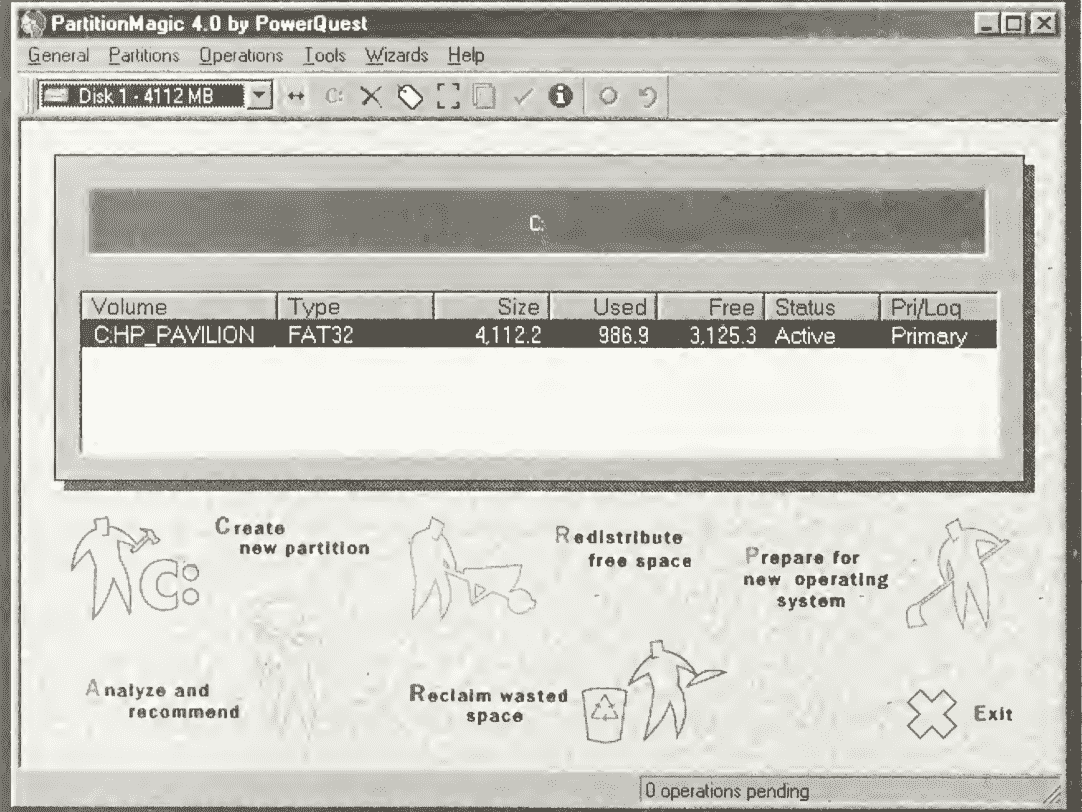 PartitionMagic 4.0 by PowerQuest
General Partitions Operations Tools Wizards Help
Disk 1 - 4112 MB C:
C:
Volume Type Size Used Free Status Pri/Log
C:HP_PAVILION FAT32 4,112.2 986.9 3,125.3 Active Primary
Create
new partition
C:
Redistribute
free space
Prepare for
new operating
system
Analyze and
recommend
Reclaim wasted
space
Exit
0 operations pending